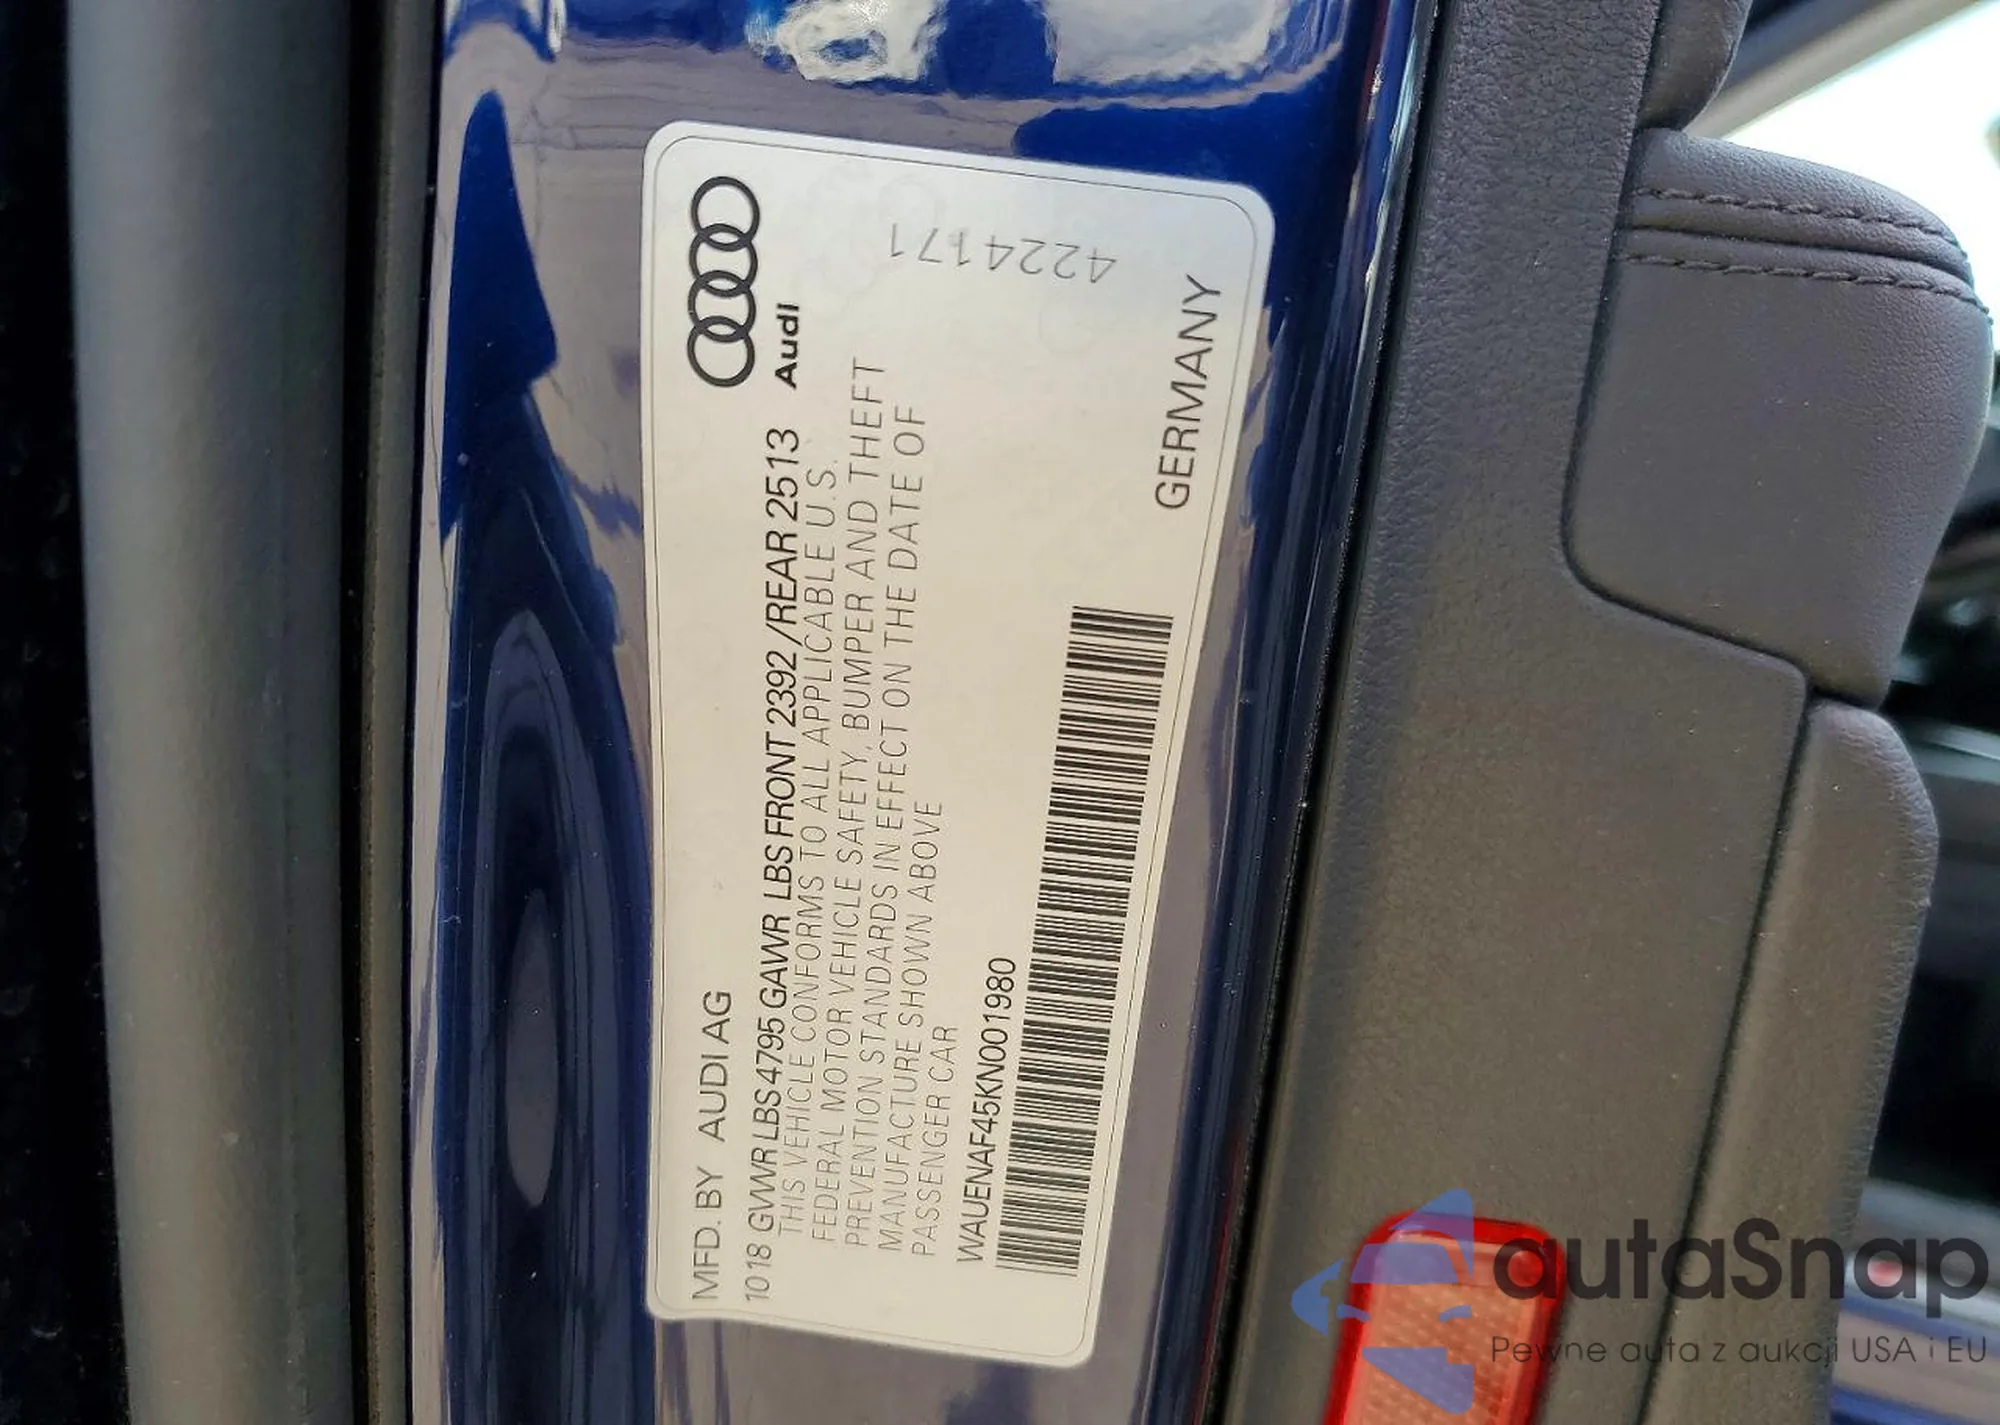 MFD. BY AUDI AG
1018 GVWR LBS 4795 GAWR LBS FRONT 2392 /REAR 2513
THIS VEHICLE CONFORMS TO ALL APPLICABLE U.S.
FEDERAL MOTOR VEHICLE SAFETY, BUMPER AND THEFT
PREVENTION STANDARDS IN EFFECT ON THE DATE OF
MANUFACTURE SHOWN ABOVE
PASSENGER CAR
WAUENAF45KN001980
GERMANY
Audi
4224171
autaSnap
Pewne auta z aukcji USA i EU